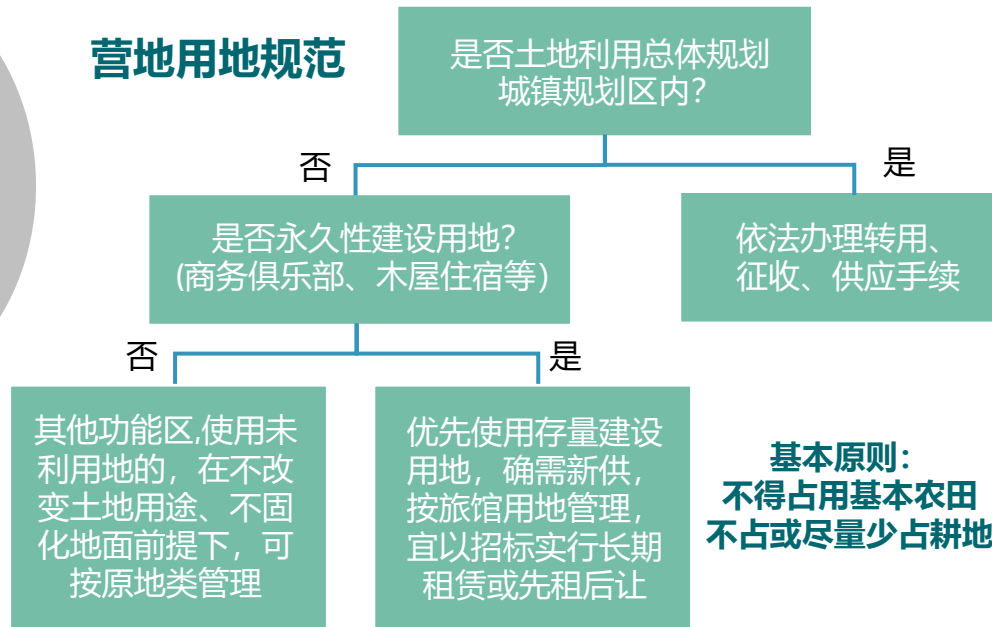 营地用地规范
是否土地利用总体规划
城镇规划区内？
否
是
是否永久性建设用地？
(商务俱乐部、木屋住宿等）
依法办理转用、
征收、供应手续
否
是
其他功能区,使用未
利用地的，在不改
变土地用途、不固
化地面前提下，可
按原地类管理
优先使用存量建设
用地，确需新供，
按旅馆用地管理，
宜以招标实行长期
租赁或先租后让
基本原则：
不得占用基本农田
不占或尽量少占耕地